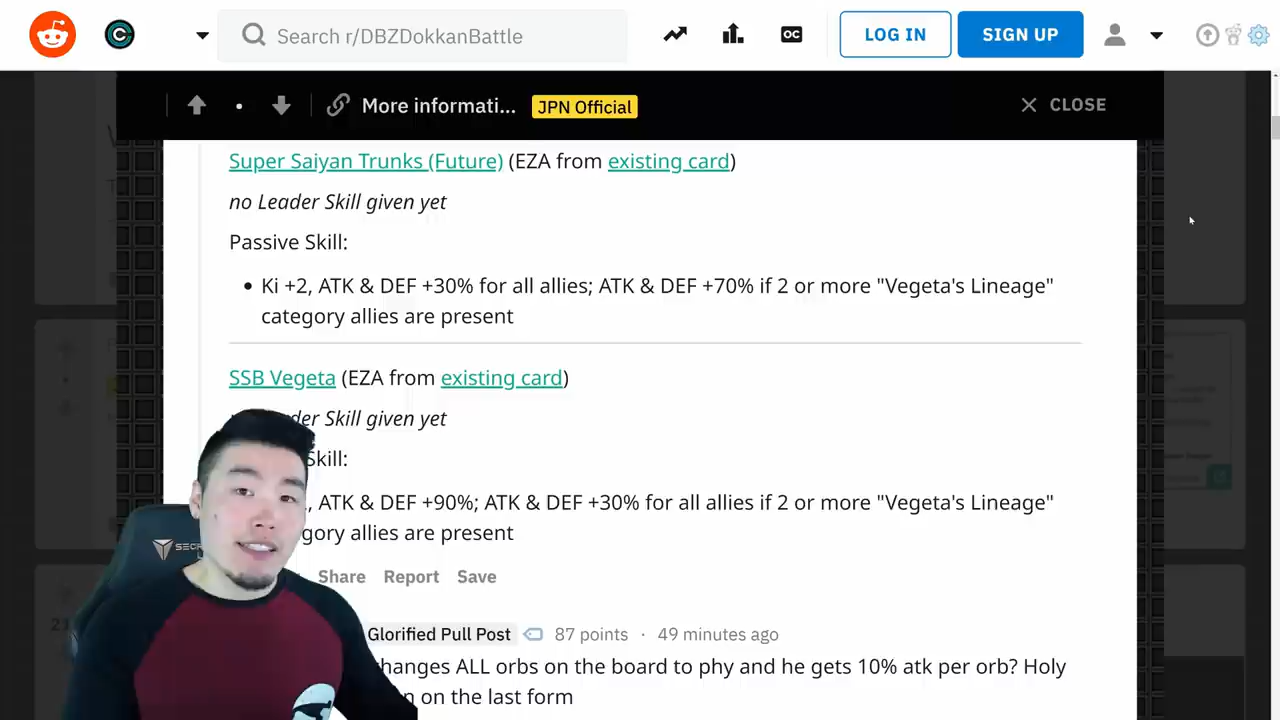 Search r/DBZDokkanBattle
OC
LOG IN
SIGN UP
More informati...
JPN Official
CLOSE
Super Saiyan Trunks (Future) (EZA from existing card)
no Leader Skill given yet
Passive Skill:
• Ki +2, ATK & DEF +30% for all allies; ATK & DEF +70% if 2 or more "Vegeta's Lineage"
category allies are present
SSB Vegeta (EZA from existing card)
Leader Skill given yet
Skill:
, ATK & DEF +90%; ATK & DEF +30% for all allies if 2 or more "Vegeta's Lineage"
allies are present
Share Report Save
Glorified Pull Post 87 points · 49 minutes ago
ALL orbs on the board to phy and he gets 10% atk per orb? Holy
on the last form